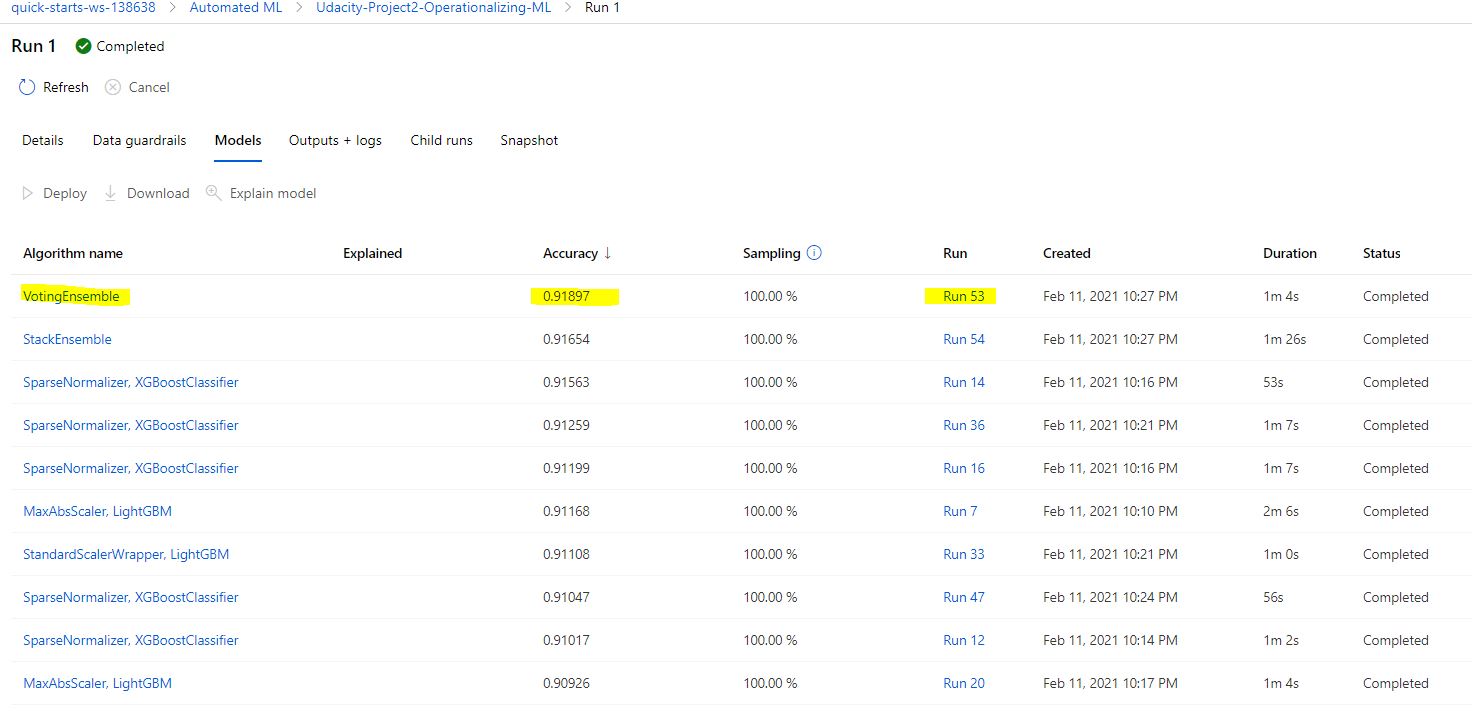 quick-starts-ws-138638 > Automated ML > Udacity-Project2-Operationalizing-ML > Run 1
Run 1 Completed
Refresh Cancel
Details Data guardrails Models Outputs + logs Child runs Snapshot
Deploy Download Explain model
Algorithm name Explained Accuracy ↓ Sampling Run Created Duration Status
VotingEnsemble 0.91897 100.00 % Run 53 Feb 11, 2021 10:27 PM 1m 4s Completed
StackEnsemble 0.91654 100.00 % Run 54 Feb 11, 2021 10:27 PM 1m 26s Completed
SparseNormalizer, XGBoostClassifier 0.91563 100.00 % Run 14 Feb 11, 2021 10:16 PM 53s Completed
SparseNormalizer, XGBoostClassifier 0.91259 100.00 % Run 36 Feb 11, 2021 10:21 PM 1m 7s Completed
SparseNormalizer, XGBoostClassifier 0.91199 100.00 % Run 16 Feb 11, 2021 10:16 PM 1m 7s Completed
MaxAbsScaler, LightGBM 0.91168 100.00 % Run 7 Feb 11, 2021 10:10 PM 2m 6s Completed
StandardScalerWrapper, LightGBM 0.91108 100.00 % Run 33 Feb 11, 2021 10:21 PM 1m 0s Completed
SparseNormalizer, XGBoostClassifier 0.91047 100.00 % Run 47 Feb 11, 2021 10:24 PM 56s Completed
SparseNormalizer, XGBoostClassifier 0.91017 100.00 % Run 12 Feb 11, 2021 10:14 PM 1m 2s Completed
MaxAbsScaler, LightGBM 0.90926 100.00 % Run 20 Feb 11, 2021 10:17 PM 1m 4s Completed